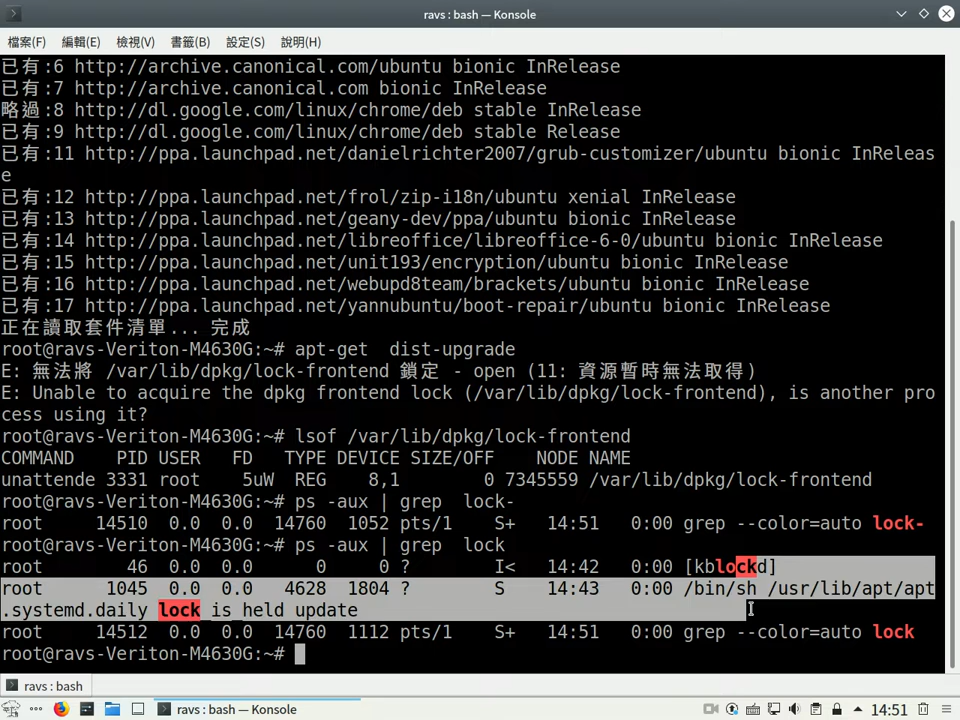 ravs : bash — Konsole
檔案(F) 編輯(E) 檢視(V) 書籤(B) 設定(S) 說明(H)
已有:6 http://archive.canonical.com/ubuntu bionic InRelease
已有:7 http://archive.canonical.com bionic InRelease
略過:8 http://dl.google.com/linux/chrome/deb stable InRelease
已有:9 http://dl.google.com/linux/chrome/deb stable Release
已有:11 http://ppa.launchpad.net/danielrichter2007/grub-customizer/ubuntu bionic InReleas
e
已有:12 http://ppa.launchpad.net/frol/zip-i18n/ubuntu xenial InRelease
已有:13 http://ppa.launchpad.net/geany-dev/ppa/ubuntu bionic InRelease
已有:14 http://ppa.launchpad.net/libreoffice/libreoffice-6-0/ubuntu bionic InRelease
已有:15 http://ppa.launchpad.net/unit193/encryption/ubuntu bionic InRelease
已有:16 http://ppa.launchpad.net/webupd8team/brackets/ubuntu bionic InRelease
已有:17 http://ppa.launchpad.net/yannubuntu/boot-repair/ubuntu bionic InRelease
正在讀取套件清單... 完成
root@ravs-Veriton-M4630G:~# apt-get  dist-upgrade
E: 無法將 /var/lib/dpkg/lock-frontend 鎖定 - open (11: 資源暫時無法取得)
E: Unable to acquire the dpkg frontend lock (/var/lib/dpkg/lock-frontend), is another pro
cess using it?
root@ravs-Veriton-M4630G:~# lsof /var/lib/dpkg/lock-frontend
COMMAND    PID USER   FD   TYPE DEVICE SIZE/OFF    NODE NAME
unattende 3331 root    5uW  REG    8,1        0 7345559 /var/lib/dpkg/lock-frontend
root@ravs-Veriton-M4630G:~# ps -aux | grep  lock-
root     14510  0.0  0.0  14760  1052 pts/1    S+   14:51   0:00 grep --color=auto lock-
root@ravs-Veriton-M4630G:~# ps -aux | grep  lock
root        46  0.0  0.0      0     0 ?        I<   14:42   0:00 [kblockd]
root      1045  0.0  0.0   4628  1804 ?        S    14:43   0:00 /bin/sh /usr/lib/apt/apt
.systemd.daily lock_is_held update
root     14512  0.0  0.0  14760  1112 pts/1    S+   14:51   0:00 grep --color=auto lock
root@ravs-Veriton-M4630G:~#
ravs : bash
ravs : bash — Konsole
14:51